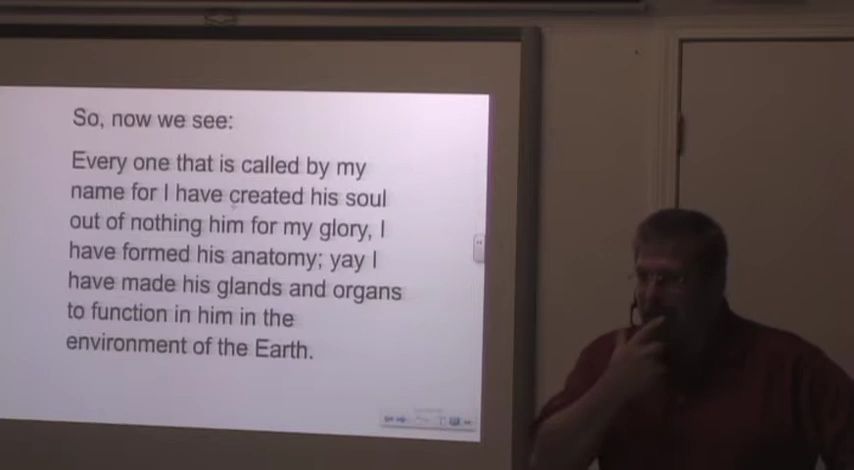 So, now we see:
Every one that is called by my
name for I have created his soul
out of nothing him for my glory, I
have formed his anatomy; yay I
have made his glands and organs
to function in him in the
environment of the Earth.